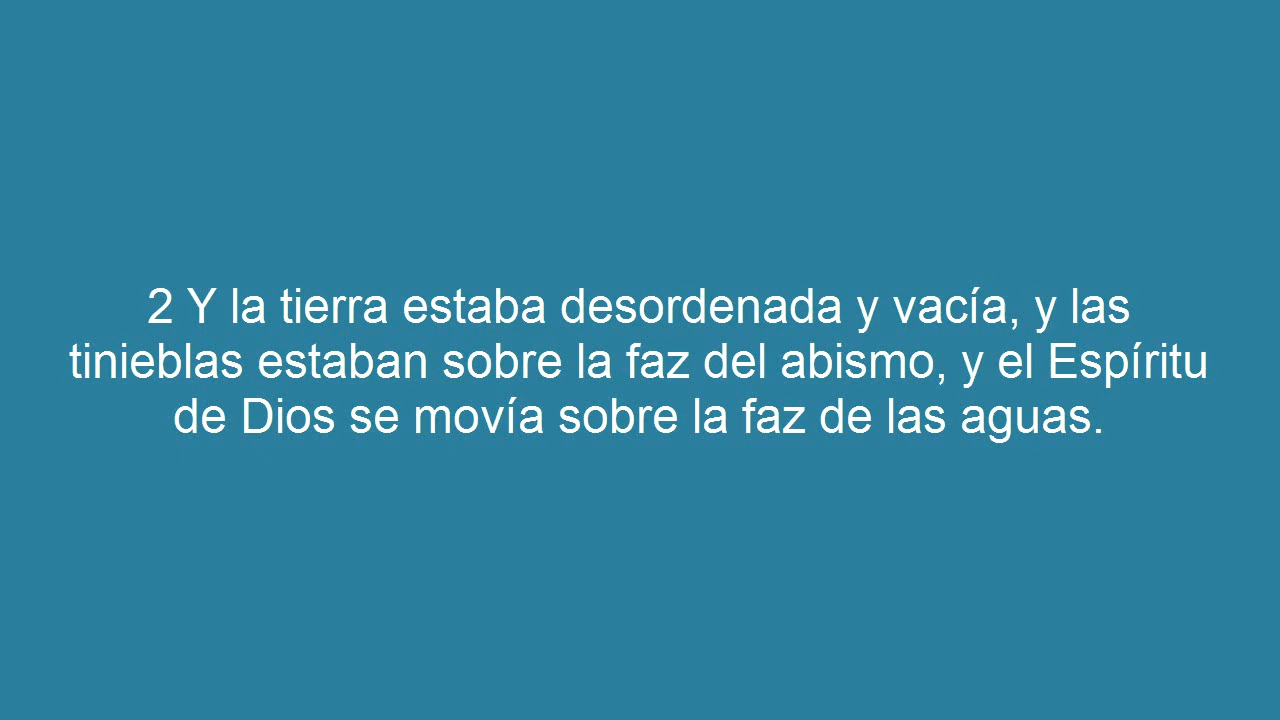 2 Y la tierra estaba desordenada y vacía, y las
tinieblas estaban sobre la faz del abismo, y el Espíritu
de Dios se movía sobre la faz de las aguas.